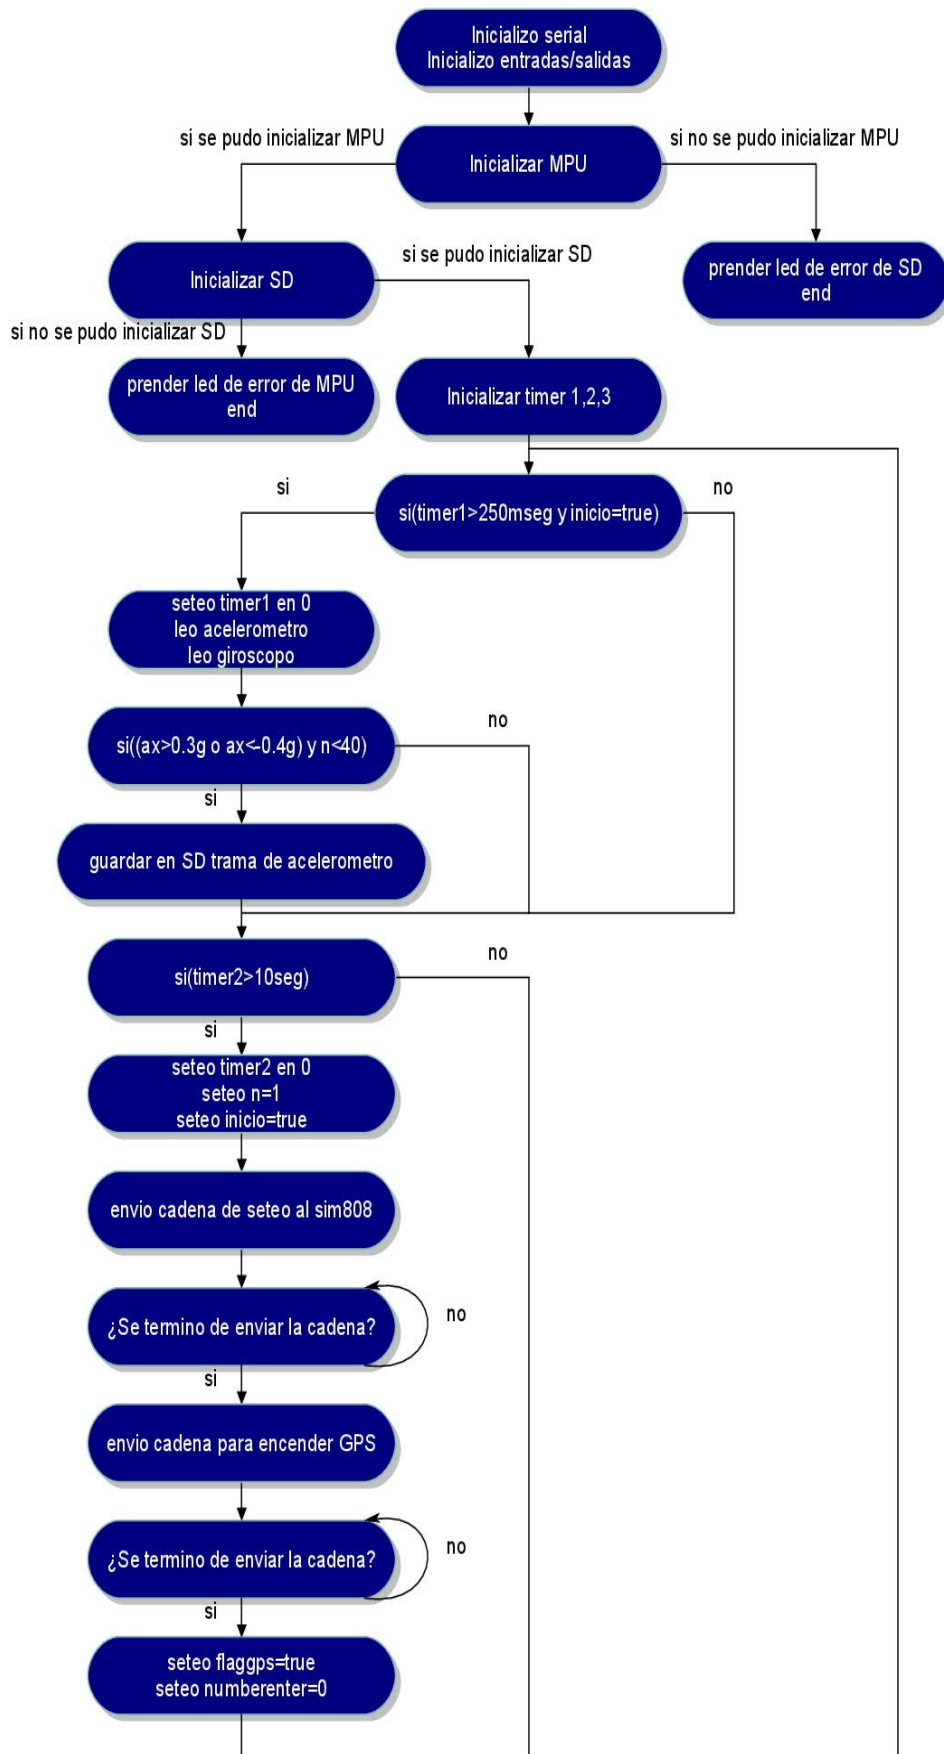 Inicializo serial
Inicializo entradas/salidas
si se pudo inicializar MPU
si no se pudo inicializar MPU
Inicializar MPU
si se pudo inicializar SD
Inicializar SD
prender led de error de SD
end
si no se pudo inicializar SD
prender led de error de MPU
end
Inicializar timer 1,2,3
si
no
si(timer1>250mseg y inicio=true)
seteo timer1 en 0
leo acelerometro
leo giroscopo
no
si((ax>0.3g o ax<-0.4g) y n<40)
si
guardar en SD trama de acelerometro
no
si(timer2>10seg)
si
seteo timer2 en 0
seteo n=1
seteo inicio=true
envio cadena de seteo al sim808
no
¿Se termino de enviar la cadena?
si
envio cadena para encender GPS
no
¿Se termino de enviar la cadena?
si
seteo flaggps=true
seteo numberenter=0